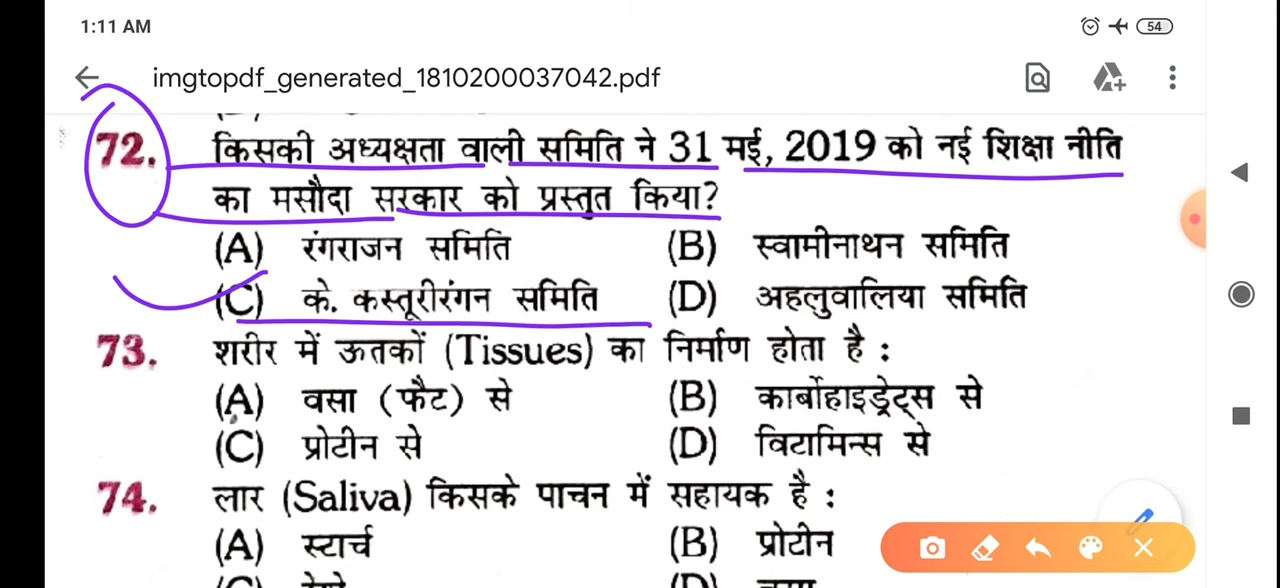 1:11 AM
54
imgtopdf_generated_1810200037042.pdf
72. किसकी अध्यक्षता वाली समिति ने 31 मई, 2019 को नई शिक्षा नीति
का मसौदा सरकार को प्रस्तुत किया?
(A) रंगराजन समिति (B) स्वामीनाथन समिति
(C) के. कस्तूरीरंगन समिति (D) अहलुवालिया समिति
73. शरीर में ऊतकों (Tissues) का निर्माण होता है :
(A) वसा (फैट) से (B) कार्बोहाइड्रेट्स से
(C) प्रोटीन से (D) विटामिन्स से
74. लार (Saliva) किसके पाचन में सहायक है :
(A) स्टार्च (B) प्रोटीन